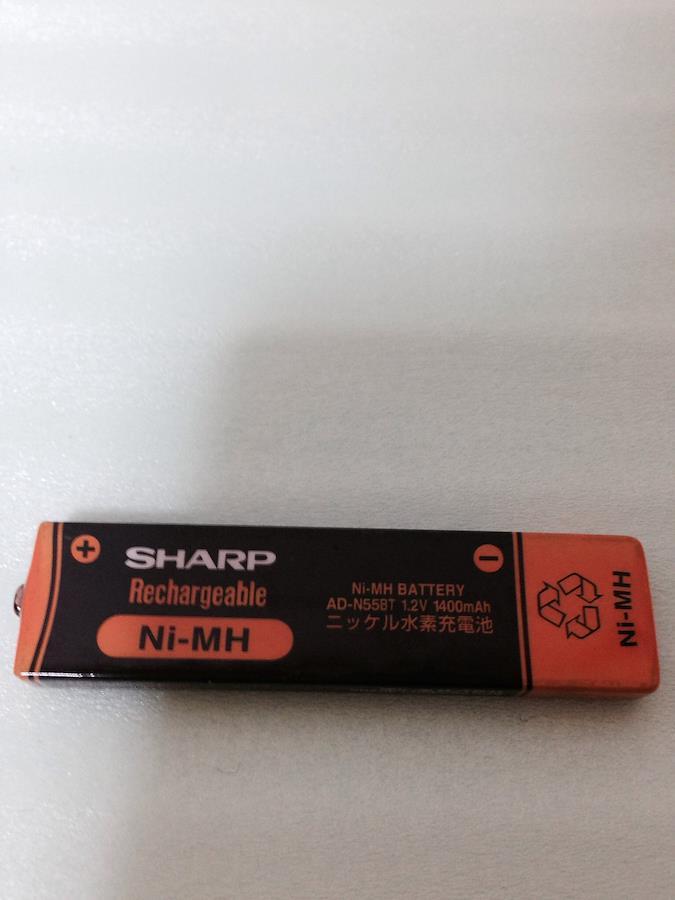 SHARP
Rechargeable
Ni-MH
Ni-MH BATTERY
AD-N55BT 1.2V 1400mAh
ニッケル水素充電池
Ni-MH